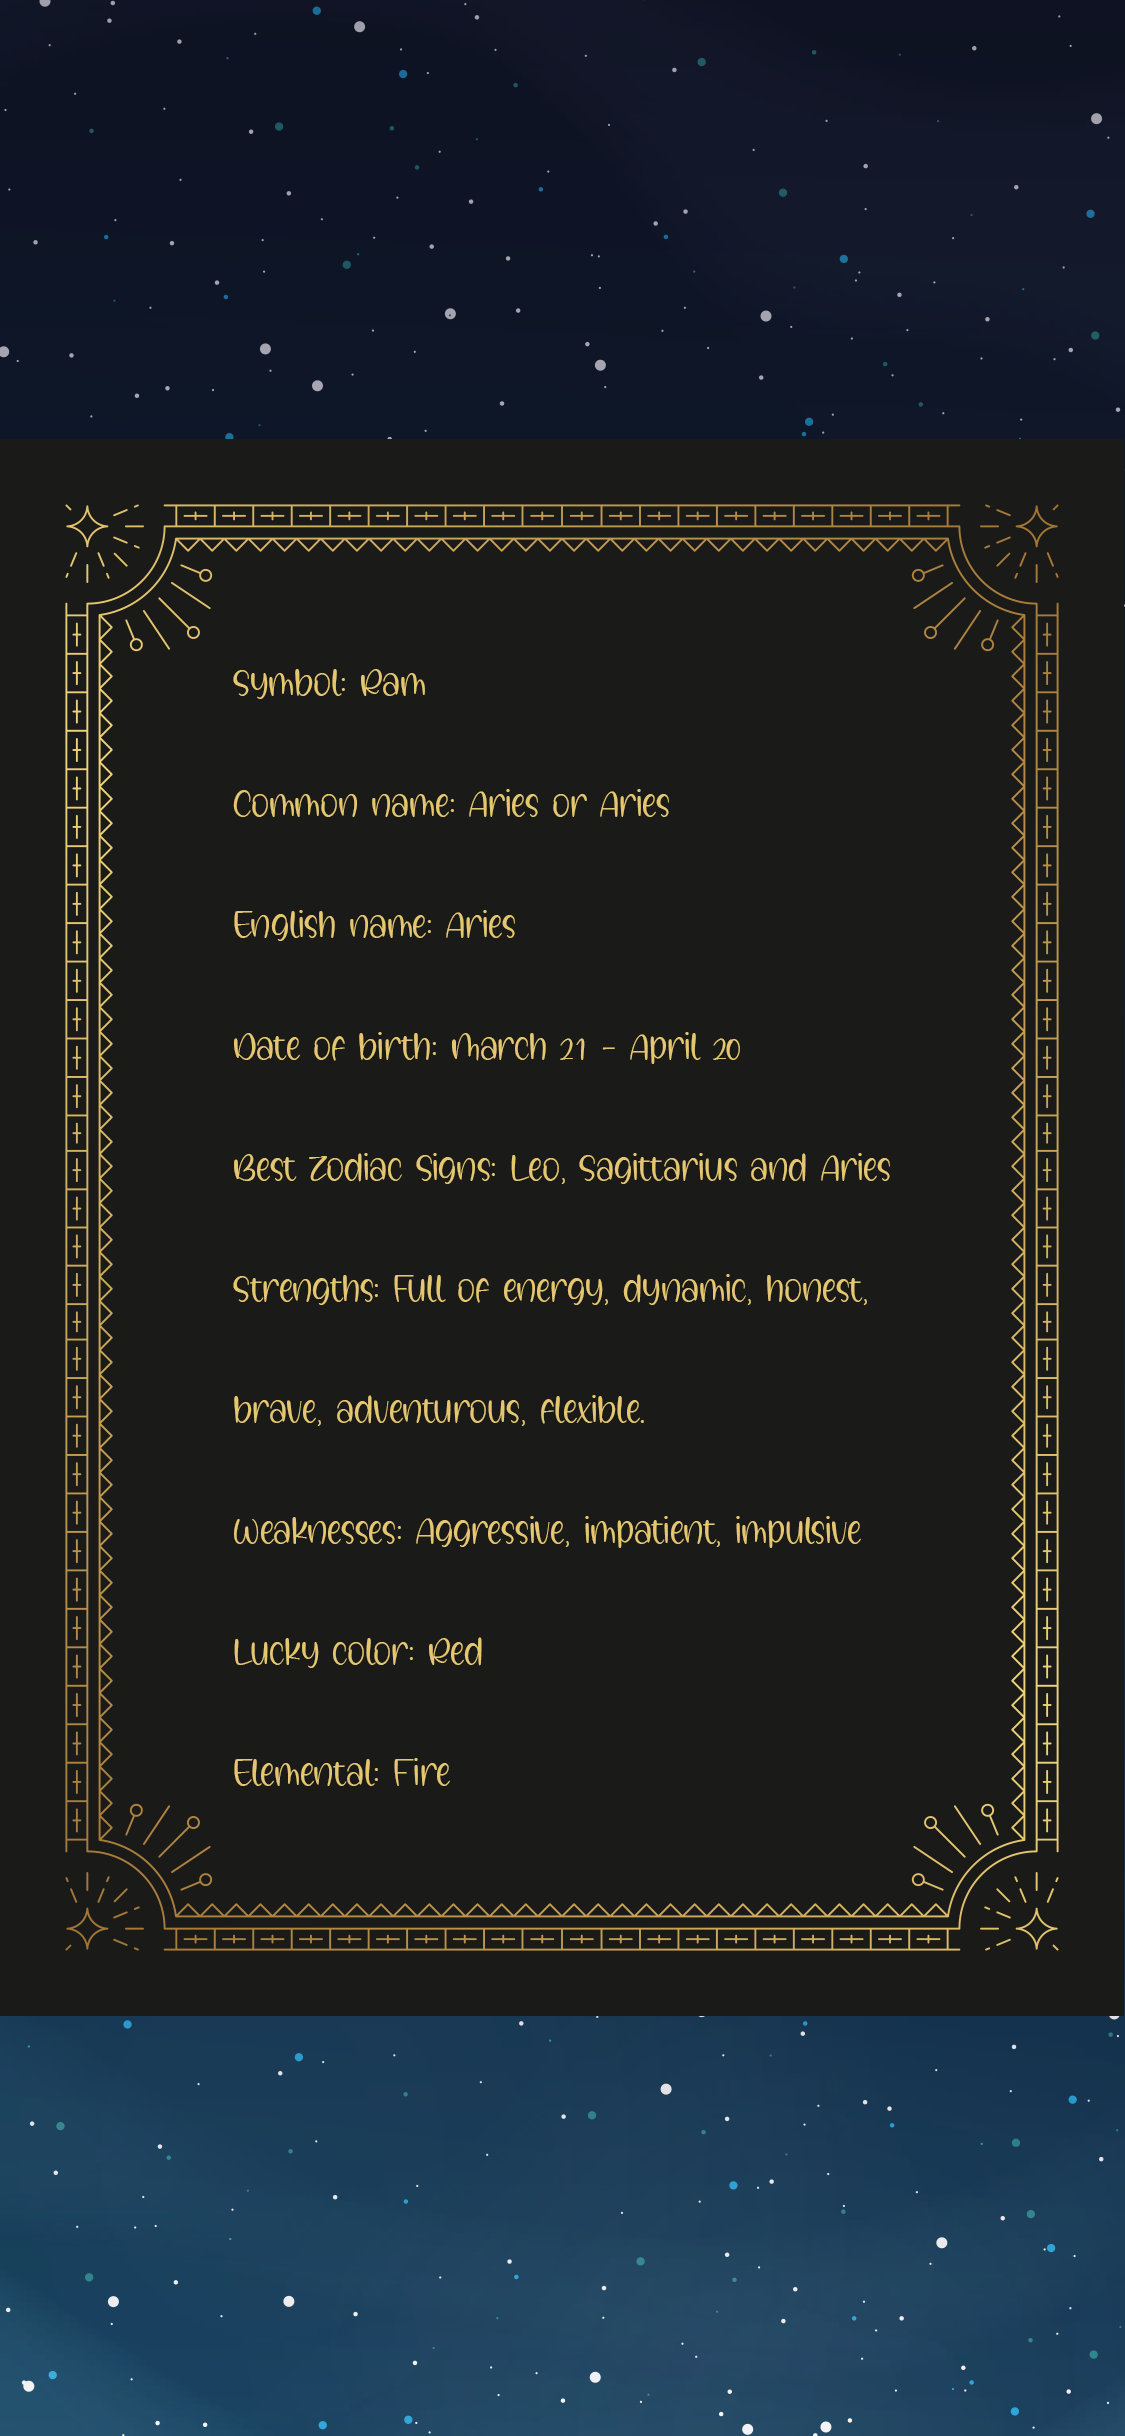 Symbol: Ram
Common name: Aries or Aries
English name: Aries
Date of birth: March 21 - April 20
Best Zodiac Signs: Leo, Sagittarius and Aries
Strengths: Full of energy, dynamic, honest,
brave, adventurous, flexible.
Weaknesses: Aggressive, impatient, impulsive
Lucky color: Red
Elemental: Fire